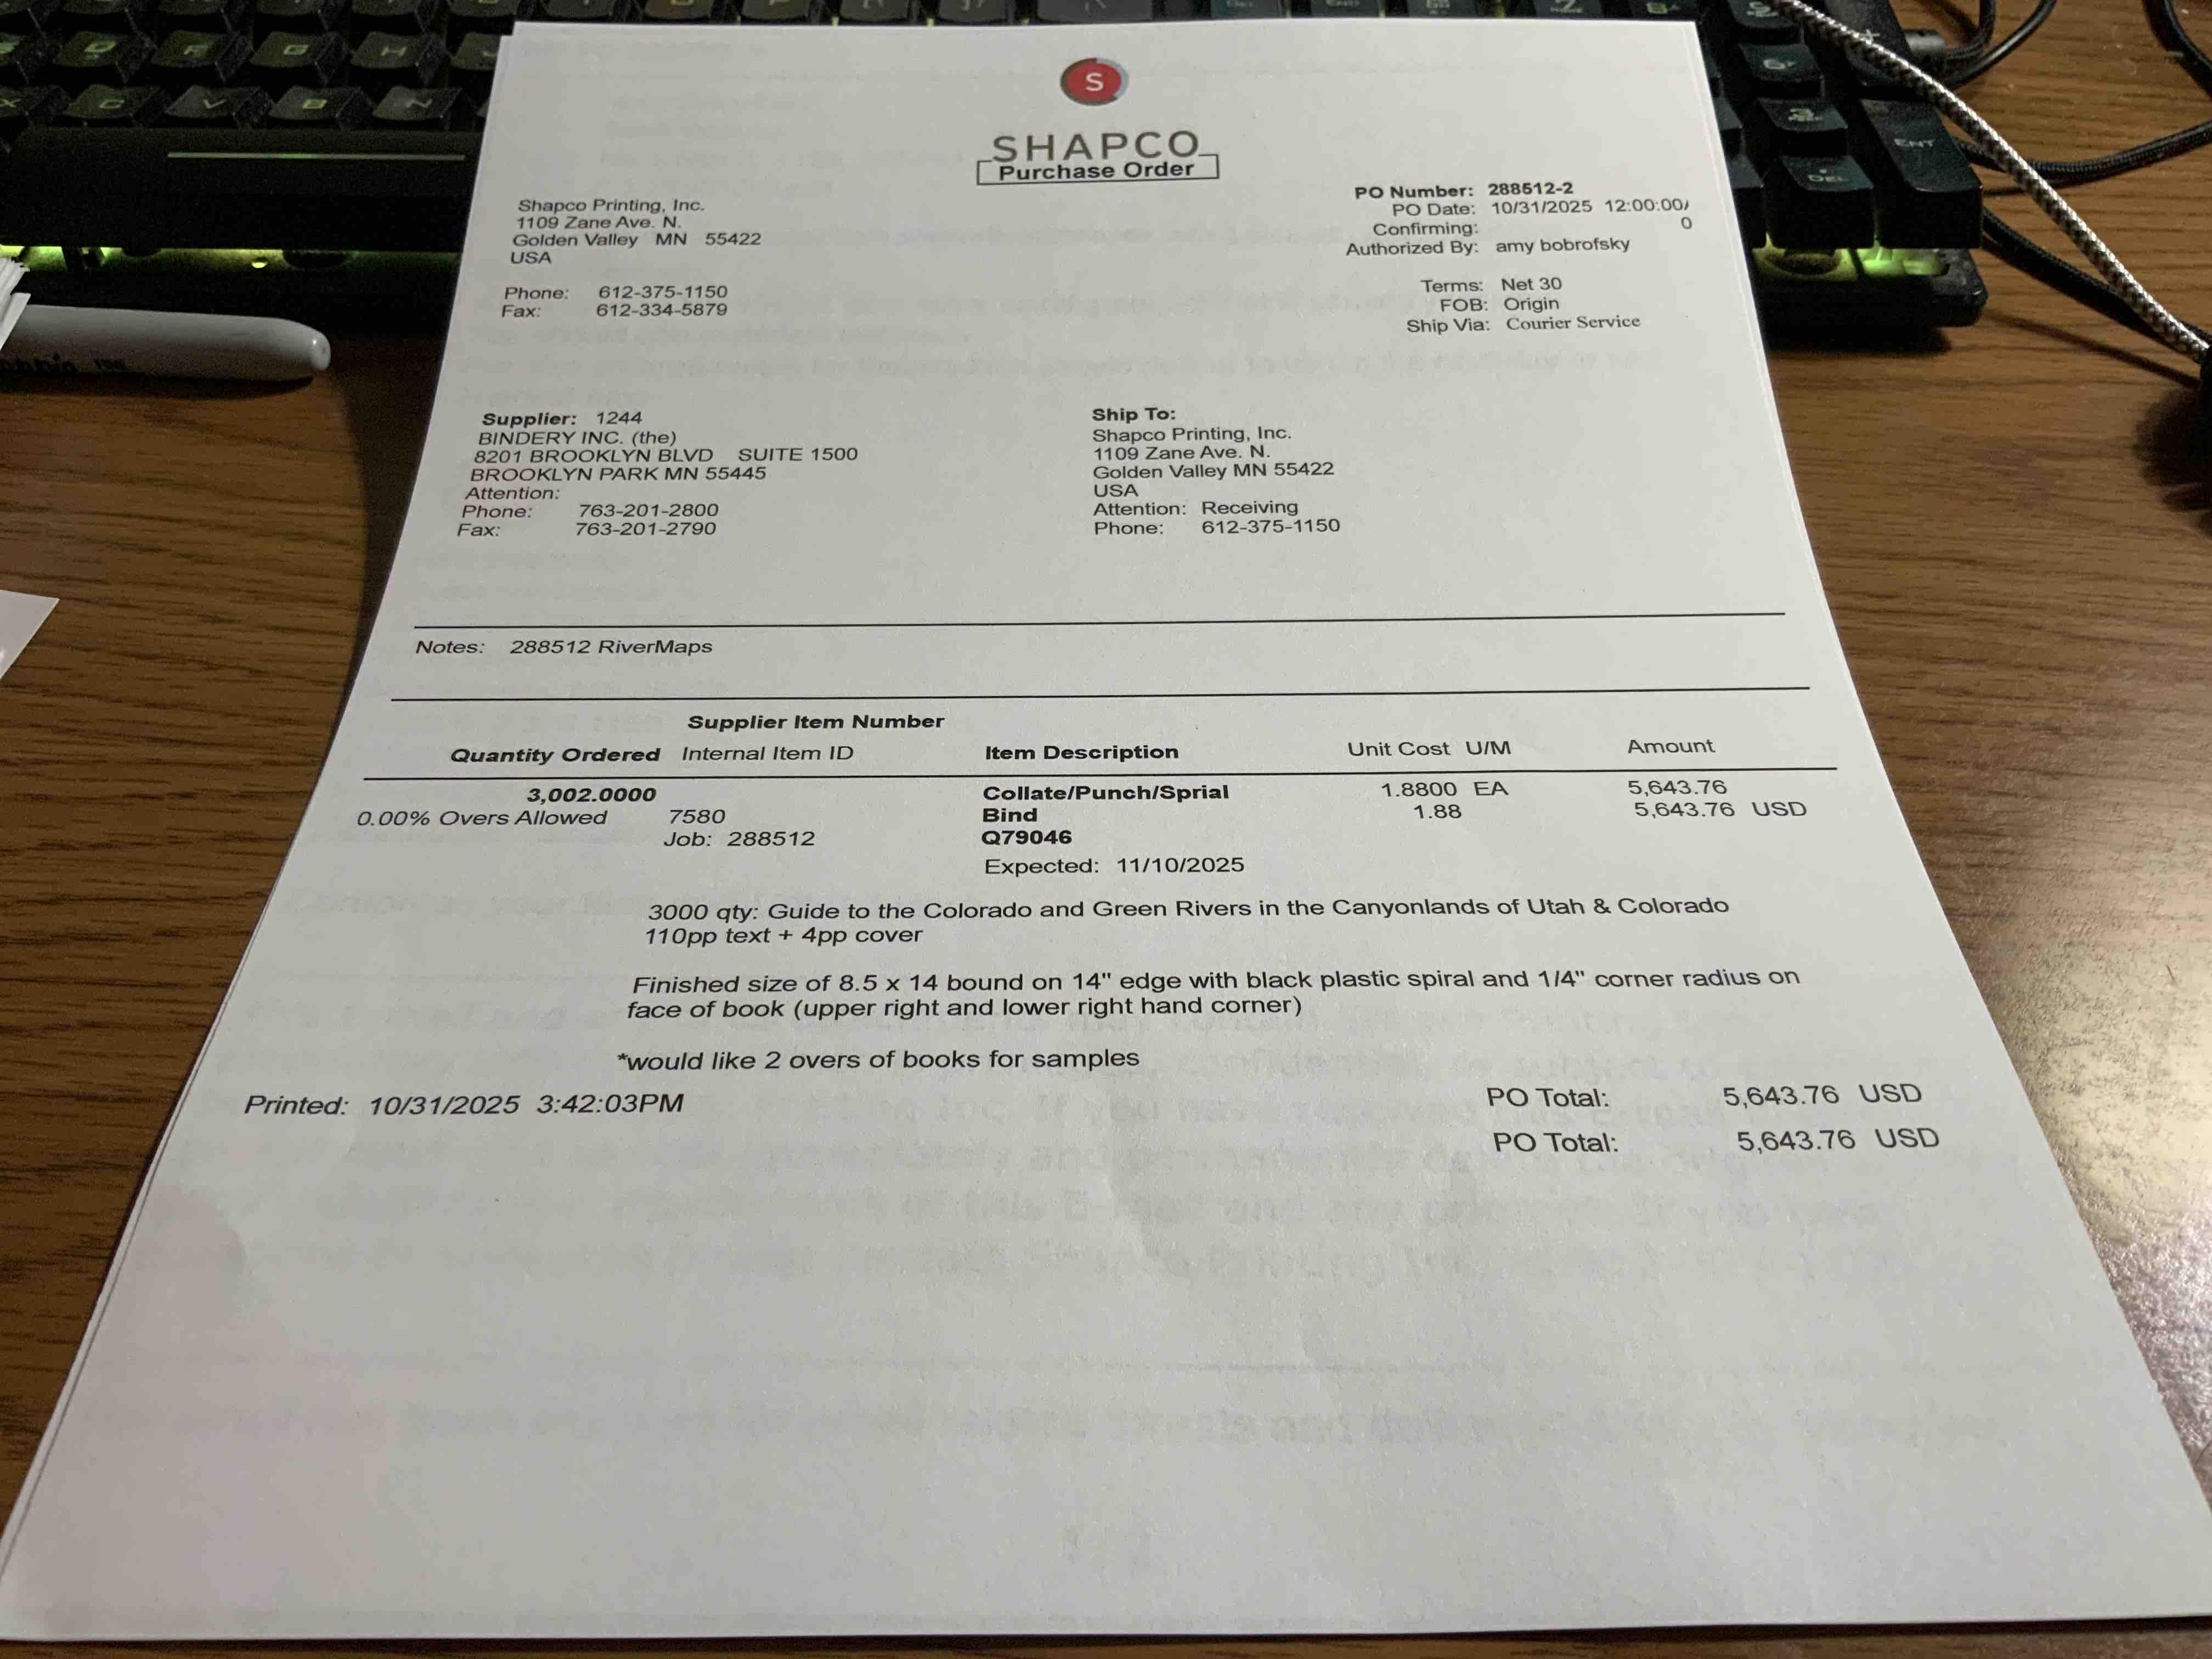 S
SHAPCO
Purchase Order
Shapco Printing, Inc.
1109 Zane Ave. N.
Golden Valley MN 55422
USA
Phone: 612-375-1150
Fax: 612-334-5879
PO Number: 288512-2
PO Date: 10/31/2025 12:00:00/
0
Confirming:
Authorized By: amy bobrofsky
Terms: Net 30
FOB: Origin
Ship Via: Courier Service
Supplier: 1244
BINDERY INC. (the)
8201 BROOKLYN BLVD SUITE 1500
BROOKLYN PARK MN 55445
Attention:
Phone: 763-201-2800
Fax: 763-201-2790
Ship To:
Shapco Printing, Inc.
1109 Zane Ave. N.
Golden Valley MN 55422
USA
Attention: Receiving
Phone: 612-375-1150
Notes: 288512 RiverMaps
Supplier Item Number
Quantity Ordered Internal Item ID Item Description Unit Cost U/M Amount
3,002.0000 Collate/Punch/Sprial 1.8800 EA 5,643.76
0.00% Overs Allowed 7580 Bind 1.88 5,643.76 USD
Job: 288512 Q79046
Expected: 11/10/2025
3000 qty: Guide to the Colorado and Green Rivers in the Canyonlands of Utah & Colorado
110pp text + 4pp cover
Finished size of 8.5 x 14 bound on 14" edge with black plastic spiral and 1/4" corner radius on
face of book (upper right and lower right hand corner)
*would like 2 overs of books for samples
Printed: 10/31/2025 3:42:03PM PO Total: 5,643.76 USD
PO Total: 5,643.76 USD